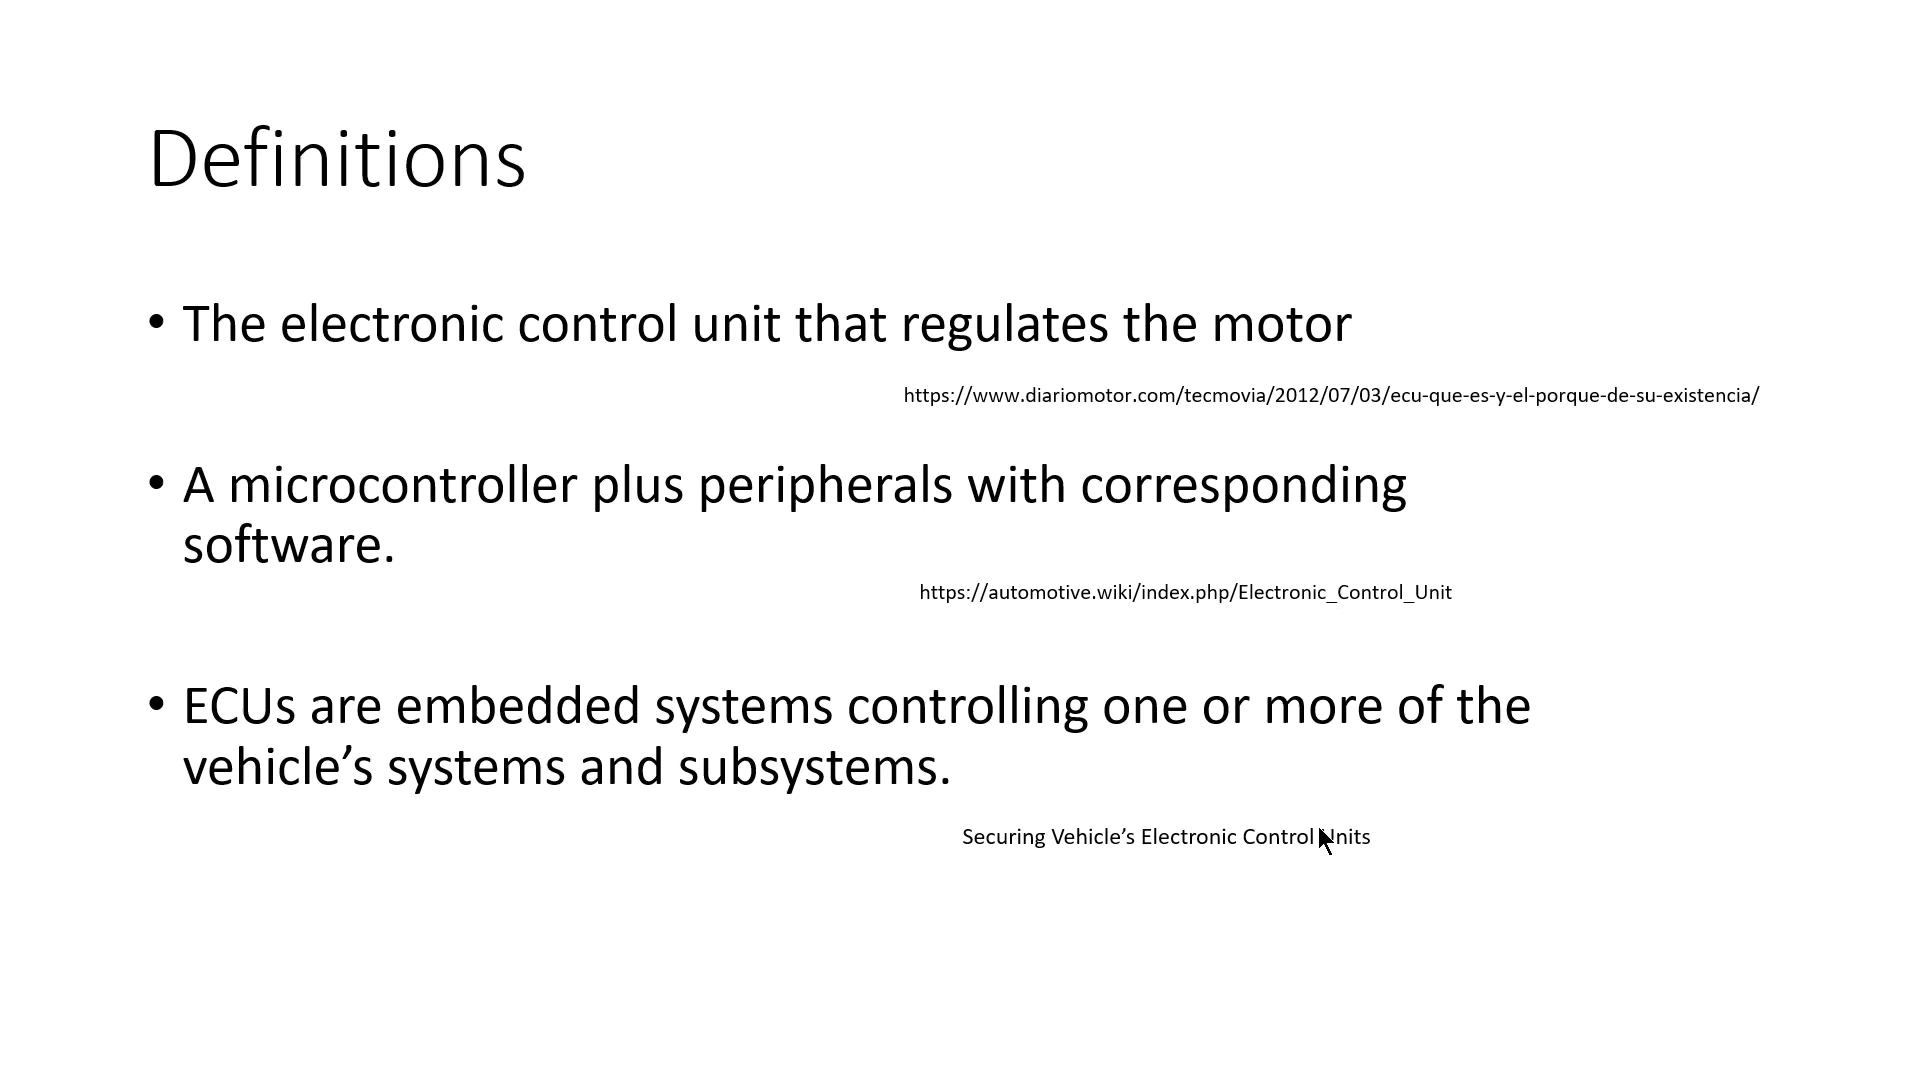 Definitions
• The electronic control unit that regulates the motor
https://www.diariomotor.com/tecmovia/2012/07/03/ecu-que-es-y-el-porque-de-su-existencia/
• A microcontroller plus peripherals with corresponding
software.
https://automotive.wiki/index.php/Electronic_Control_Unit
• ECUs are embedded systems controlling one or more of the
vehicle’s systems and subsystems.
Securing Vehicle’s Electronic Control Units